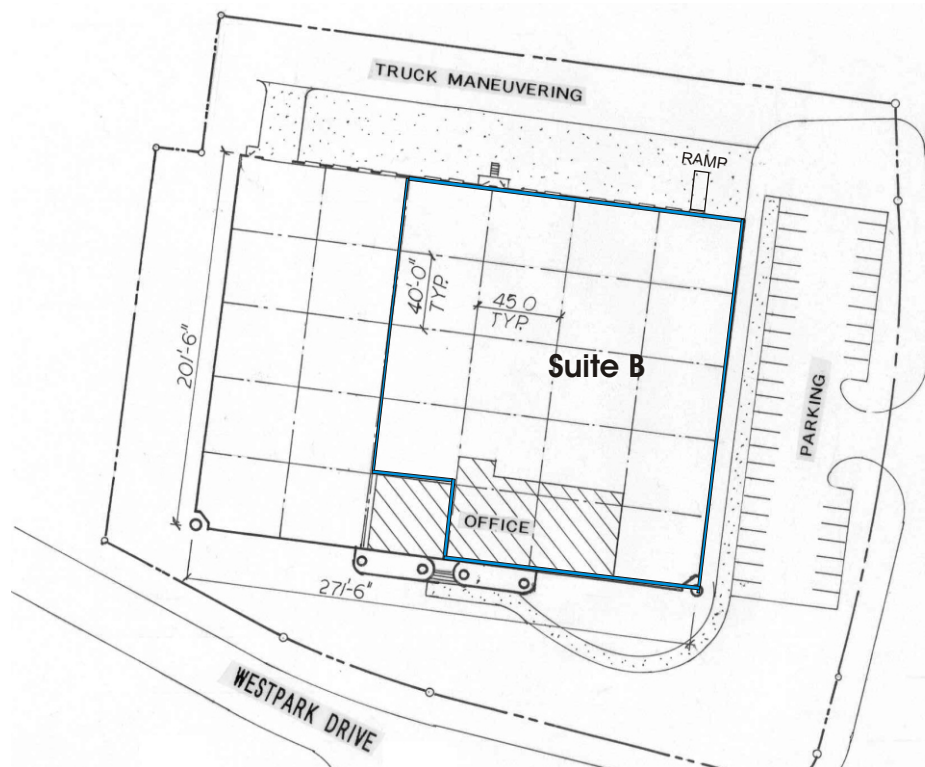 TRUCK MANEUVERING
RAMP
40'-0"
TYP.
45 0
TYP.
Suite B
201'-6"
PARKING
OFFICE
271'-6"
WESTPARK DRIVE